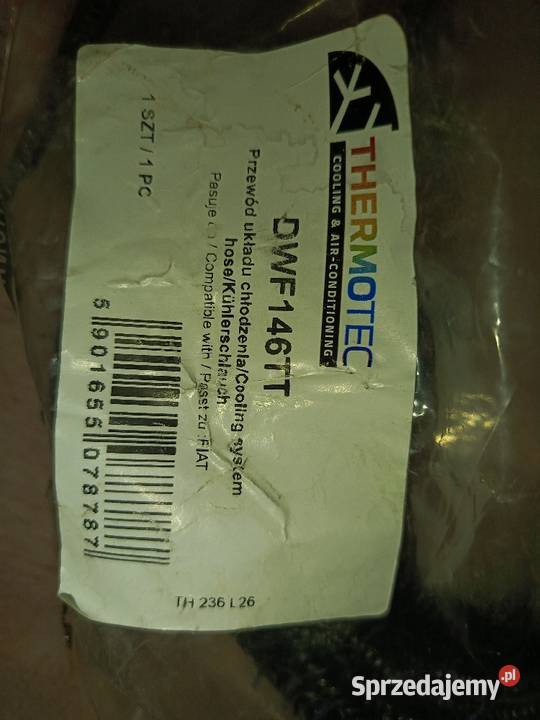 THERMOTEC
COOLING & AIR-CONDITIONING
DWF146TT
Przewód układu chłodzenia/Cooling system
hose/Kühlerschlauch
Pasuje / Compatible with / Passt zu :FIAT
1 SZT / 1 PC
5 901655 078787
TH 236 L26
Sprzedajemy.pl